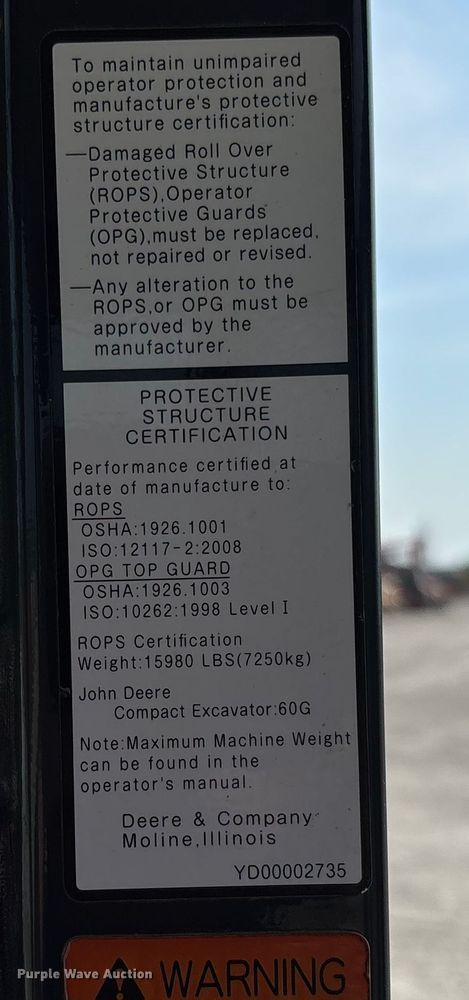 To maintain unimpaired
operator protection and
manufacture's protective
structure certification:
—Damaged Roll Over
Protective Structure
(ROPS),Operator
Protective Guards
(OPG),must be replaced,
not repaired or revised.
—Any alteration to the
ROPS,or OPG must be
approved by the
manufacturer.
PROTECTIVE
STRUCTURE
CERTIFICATION
Performance certified at
date of manufacture to:
ROPS
OSHA:1926.1001
ISO:12117-2:2008
OPG TOP GUARD
OSHA:1926.1003
ISO:10262:1998 Level I
ROPS Certification
Weight:15980 LBS(7250kg)
John Deere
Compact Excavator:60G
Note:Maximum Machine Weight
can be found in the
operator's manual.
Deere & Company
Moline,Illinois
YD00002735
WARNING
Purple Wave Auction